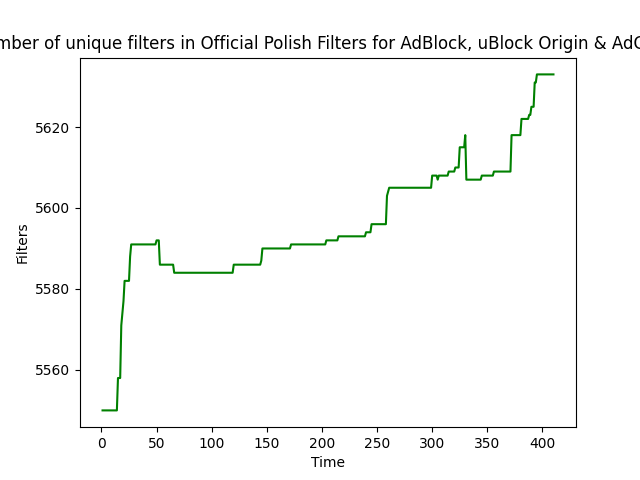 mber of unique filters in Official Polish Filters for AdBlock, uBlock Origin & AdG
5620
5600
5580
5560
Filters
0 50 100 150 200 250 300 350 400
Time